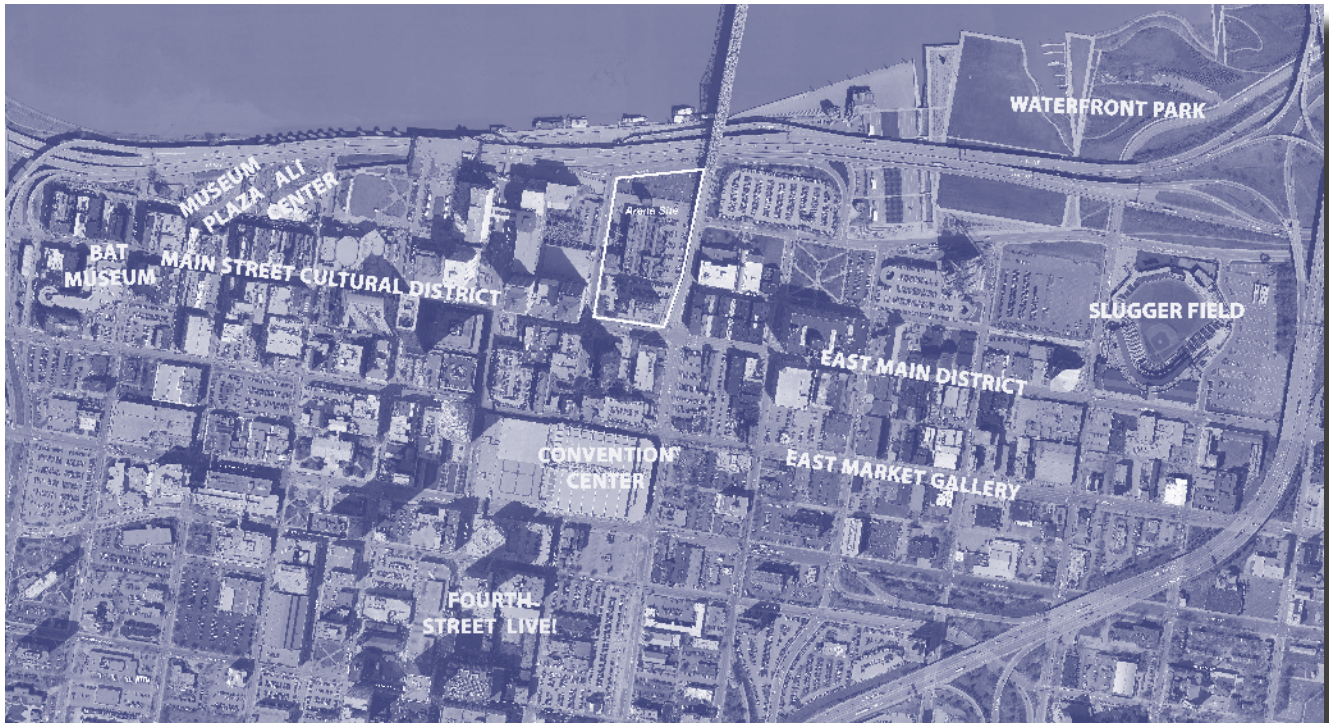 WATERFRONT PARK
MUSEUM
PLAZA
ALI
CENTER
Arena Site
BAT
MUSEUM
MAIN STREET CULTURAL DISTRICT
SLUGGER FIELD
EAST MAIN DISTRICT
CONVENTION
CENTER
EAST MARKET GALLERY
FOURTH
STREET LIVE!